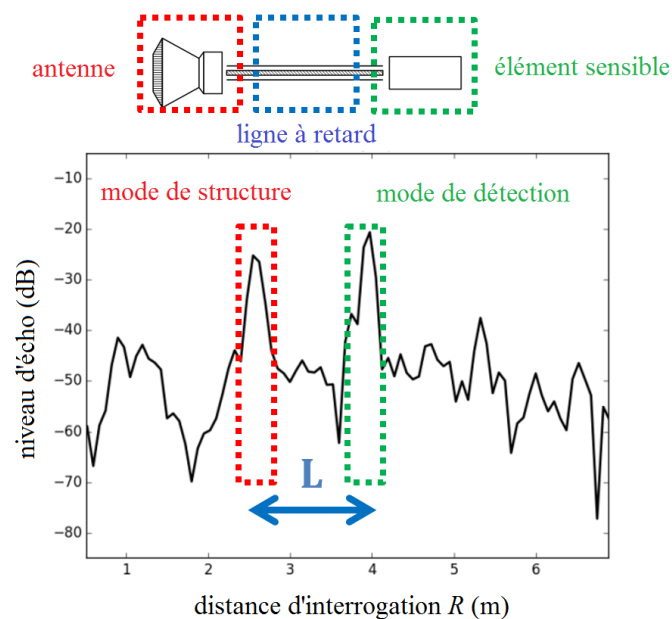 antenne
élément sensible
ligne à retard
mode de structure
mode de détection
niveau d'écho (dB)
−10
−20
−30
−40
−50
−60
−70
−80
L
1
2
3
4
5
6
distance d'interrogation R (m)